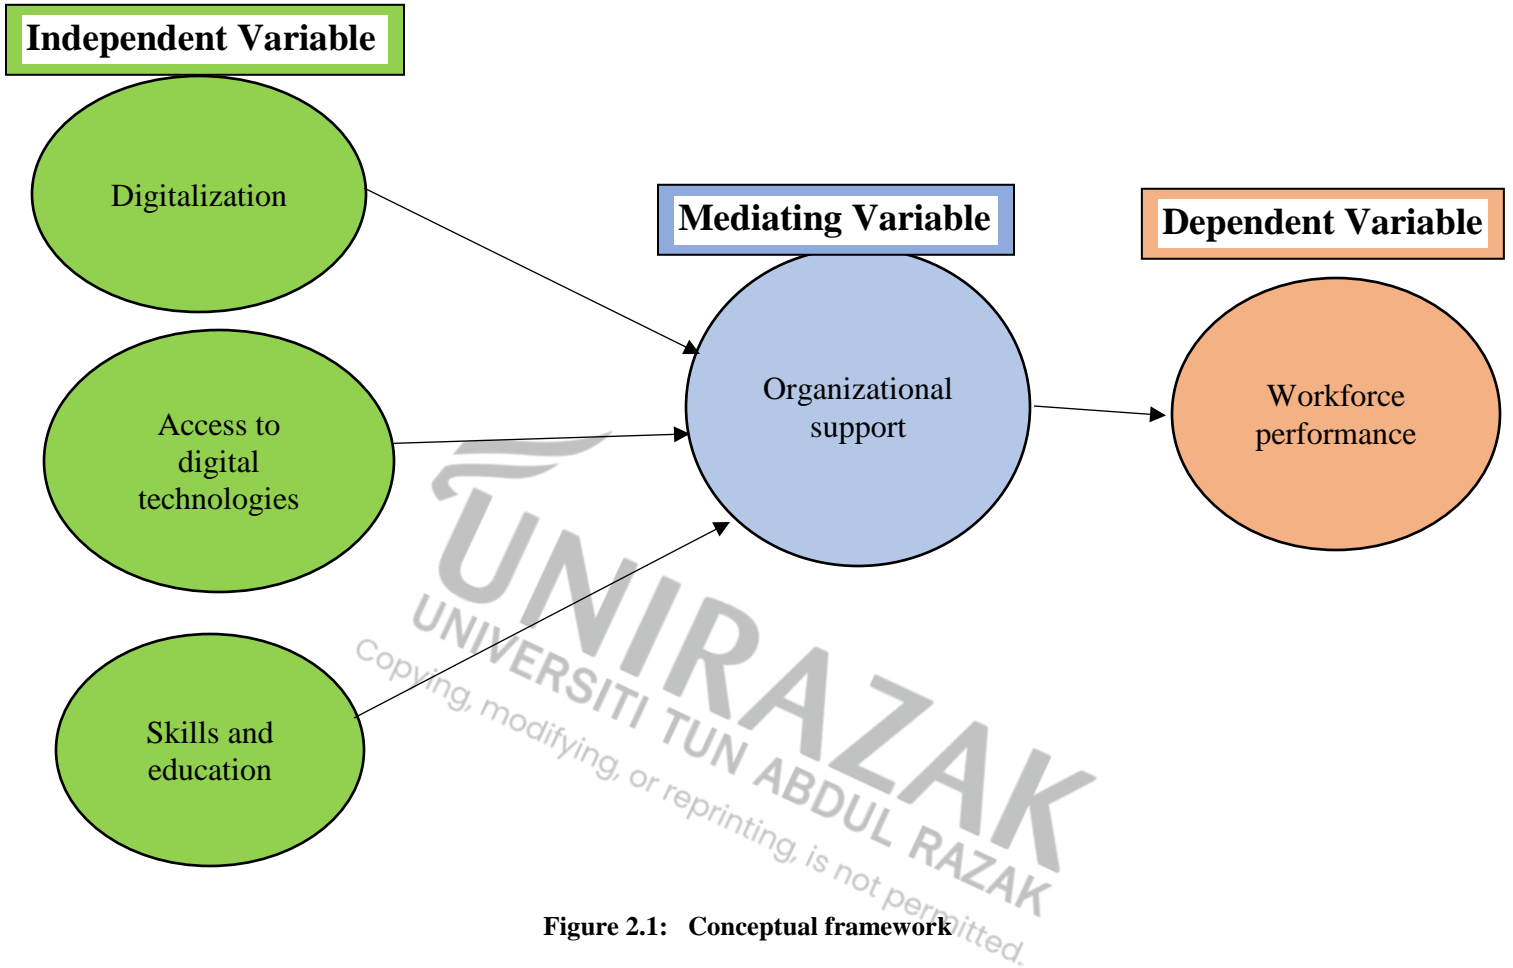 Independent Variable
Digitalization
Mediating Variable
Dependent Variable
Organizational
support
Workforce
performance
Access to
digital
technologies
Skills and
education
UNIRAZAK
UNIVERSITI TUN ABDUL RAZAK
Copying, modifying, or reprinting, is not permitted.
Figure 2.1: Conceptual framework